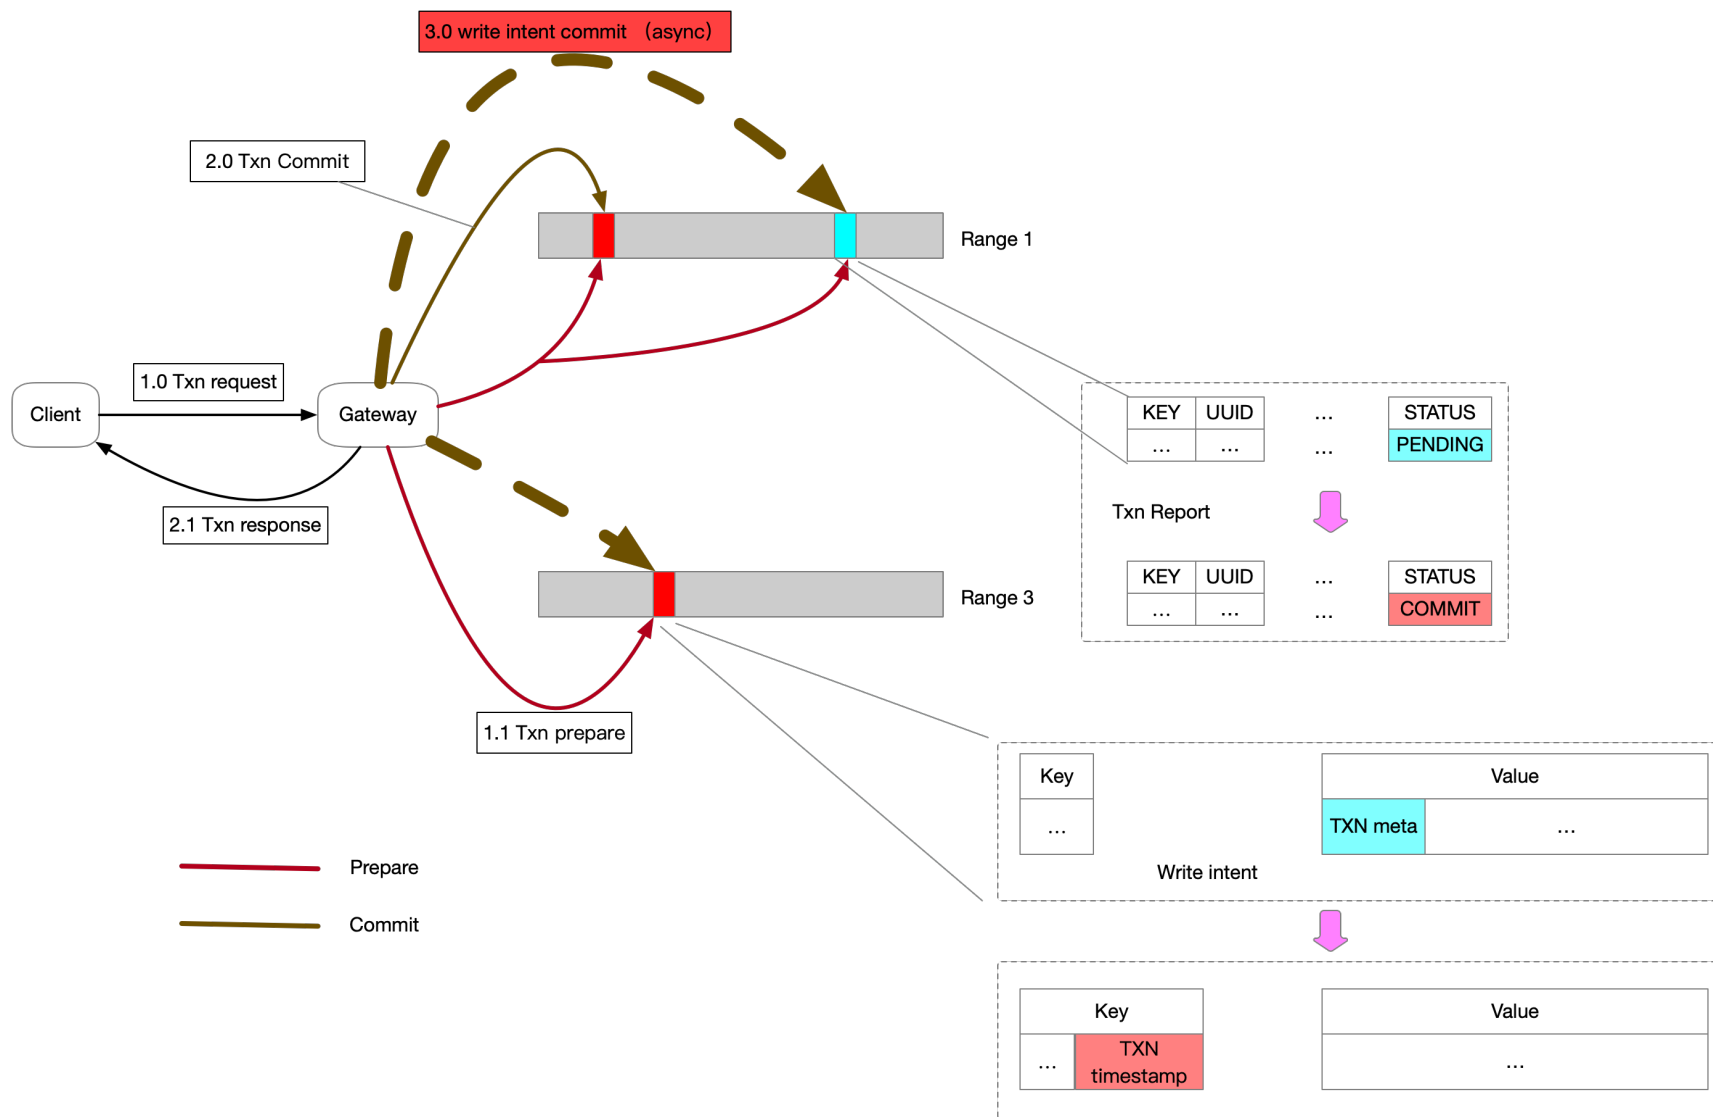 3.0 write intent commit （async）
2.0 Txn Commit
Range 1
1.0 Txn request
Client
Gateway
2.1 Txn response
KEY UUID ... STATUS
... ... ... PENDING
Txn Report
KEY UUID ... STATUS
... ... ... COMMIT
Range 3
1.1 Txn prepare
Key Value
... TXN meta ...
Write intent
Prepare
Commit
Key Value
... TXN
timestamp ...